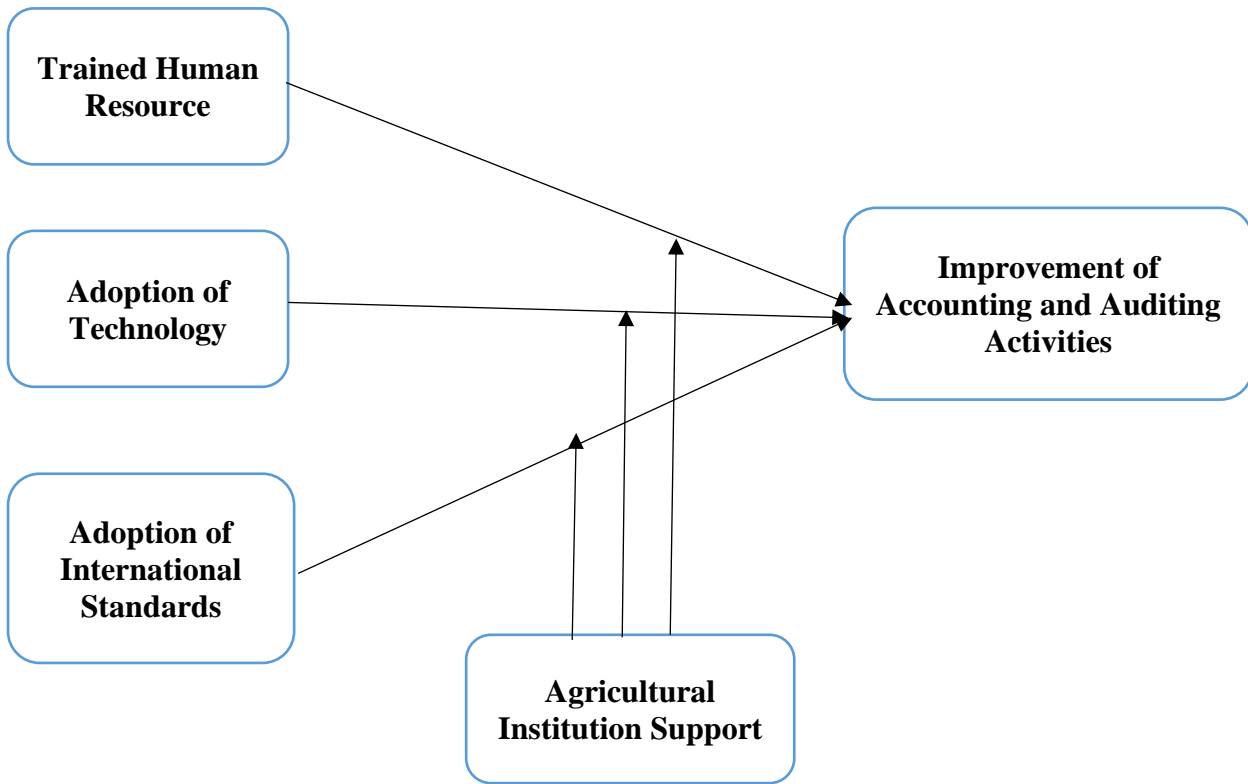 Trained Human
Resource
Adoption of
Technology
Improvement of
Accounting and Auditing
Activities
Adoption of
International
Standards
Agricultural
Institution Support